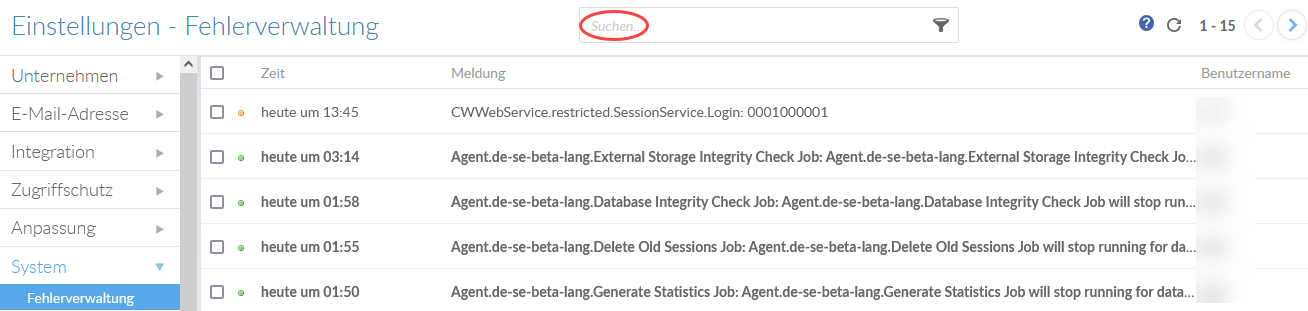 Einstellungen - Fehlerverwaltung
Suchen...
? 1 - 15
Unternehmen
E-Mail-Adresse
Integration
Zugriffschutz
Anpassung
System
Fehlerverwaltung
Zeit Meldung Benutzername
heute um 13:45 CWWebService.restricted.SessionService.Login: 0001000001
heute um 03:14 Agent.de-se-beta-lang.External Storage Integrity Check Job: Agent.de-se-beta-lang.External Storage Integrity Check Jo...
heute um 01:58 Agent.de-se-beta-lang.Database Integrity Check Job: Agent.de-se-beta-lang.Database Integrity Check Job will stop run...
heute um 01:55 Agent.de-se-beta-lang.Delete Old Sessions Job: Agent.de-se-beta-lang.Delete Old Sessions Job will stop running for da...
heute um 01:50 Agent.de-se-beta-lang.Generate Statistics Job: Agent.de-se-beta-lang.Generate Statistics Job will stop running for data...